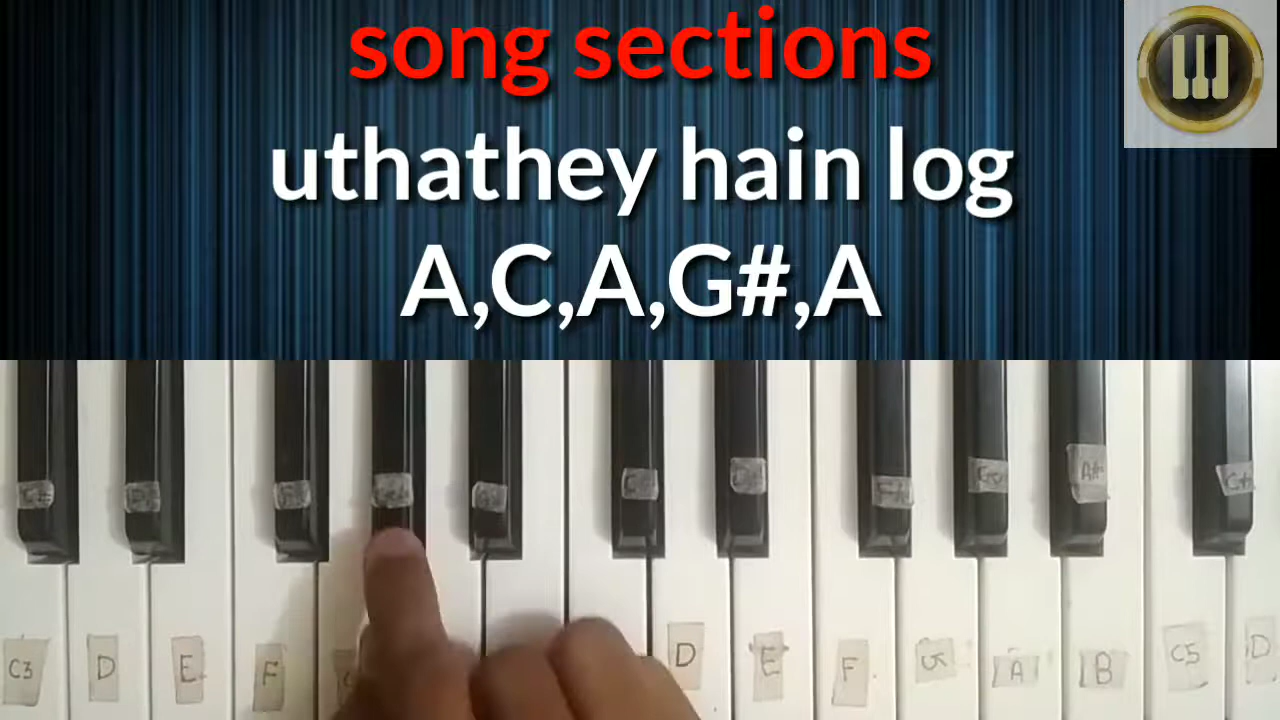 song sections
uthathey hain log
A,C,A,G#,A
C# D# F# G# C# F# G# A# C#
C3 D E F D E F G A B C5 D